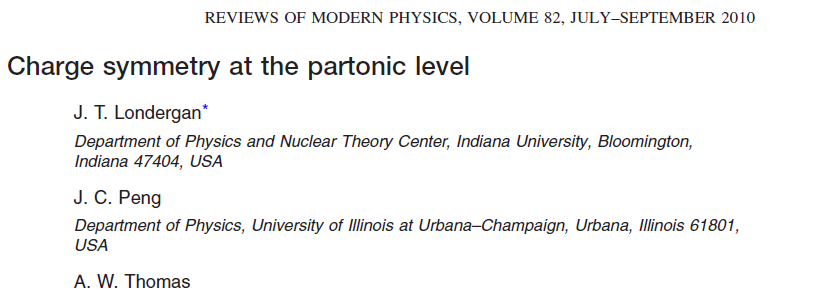 REVIEWS OF MODERN PHYSICS, VOLUME 82, JULY–SEPTEMBER 2010
Charge symmetry at the partonic level
J. T. Londergan*
Department of Physics and Nuclear Theory Center, Indiana University, Bloomington,
Indiana 47404, USA
J. C. Peng
Department of Physics, University of Illinois at Urbana–Champaign, Urbana, Illinois 61801,
USA
A. W. Thomas